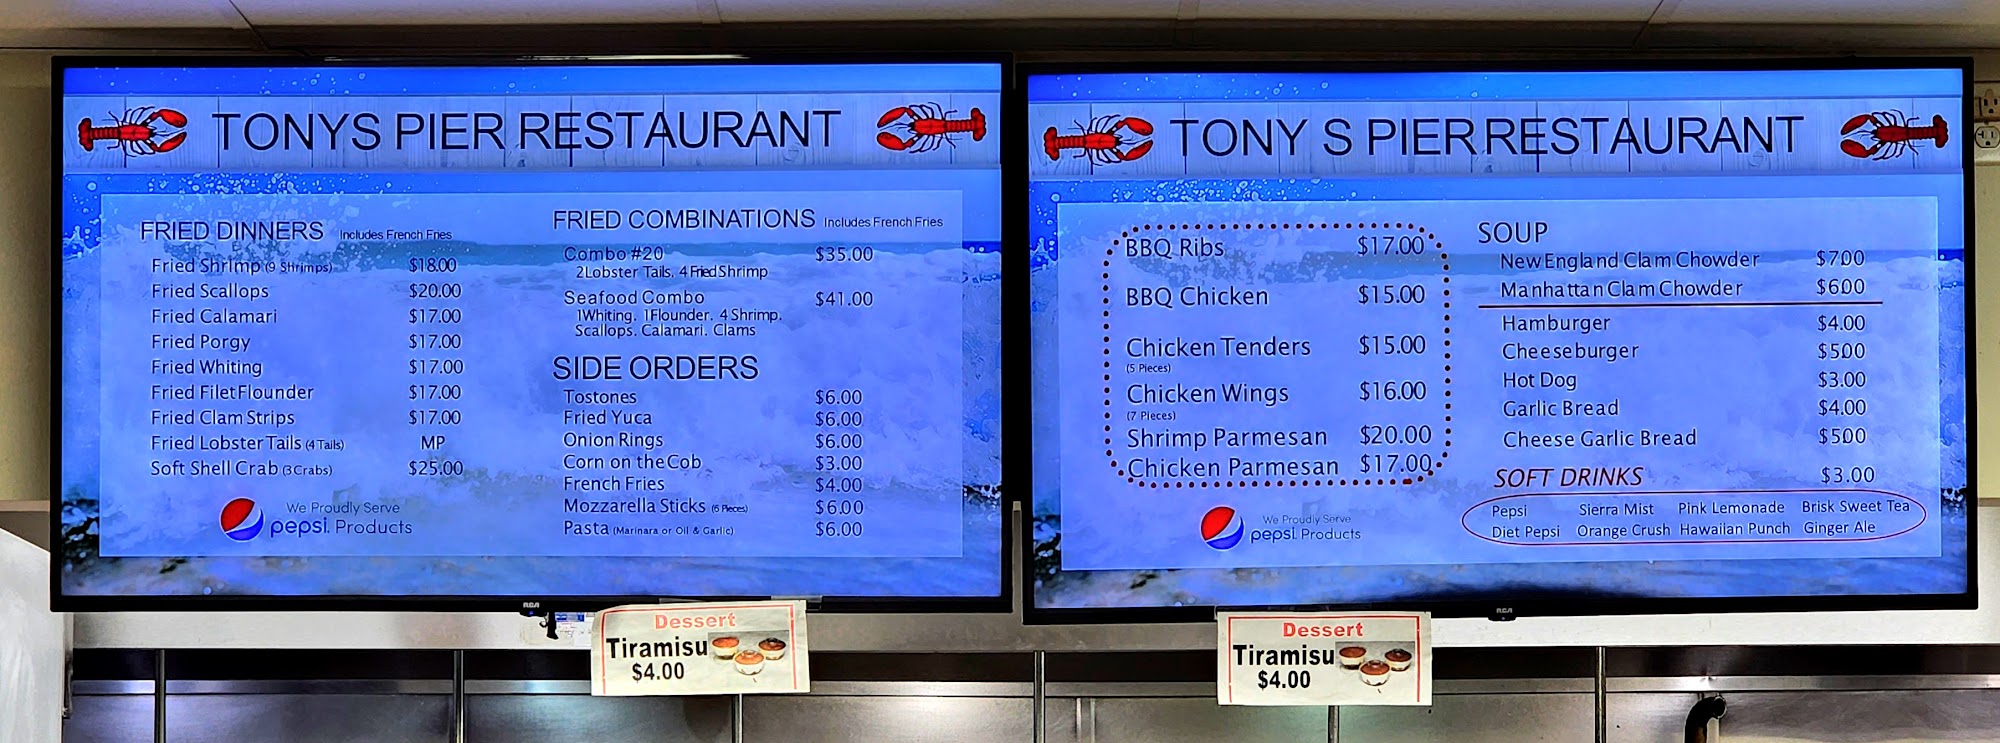 TONYS PIER RESTAURANT
FRIED DINNERS Includes French Fries
Fried Shrimp (9 Shrimps) $18.00
Fried Scallops $20.00
Fried Calamari $17.00
Fried Porgy $17.00
Fried Whiting $17.00
Fried Filet Flounder $17.00
Fried Clam Strips $17.00
Fried Lobster Tails (4 Tails) MP
Soft Shell Crab (3 Crabs) $25.00
We Proudly Serve
pepsi. Products
FRIED COMBINATIONS Includes French Fries
Combo #20 $35.00
2 Lobster Tails. 4 Fried Shrimp
Seafood Combo $41.00
1Whiting. 1Flounder. 4 Shrimp.
Scallops. Calamari. Clams
SIDE ORDERS
Tostones $6.00
Fried Yuca $6.00
Onion Rings $6.00
Corn on the Cob $3.00
French Fries $4.00
Mozzarella Sticks (6 Pieces) $6.00
Pasta (Marinara or Oil & Garlic) $6.00
RCA
Dessert
Tiramisu
$4.00
TONY S PIER RESTAURANT
BBQ Ribs $17.00
BBQ Chicken $15.00
Chicken Tenders $15.00
(5 Pieces)
Chicken Wings $16.00
(7 Pieces)
Shrimp Parmesan $20.00
Chicken Parmesan $17.00
We Proudly Serve
pepsi. Products
SOUP
New England Clam Chowder $7.00
Manhattan Clam Chowder $6.00
Hamburger $4.00
Cheeseburger $5.00
Hot Dog $3.00
Garlic Bread $4.00
Cheese Garlic Bread $5.00
SOFT DRINKS $3.00
Pepsi Sierra Mist Pink Lemonade Brisk Sweet Tea
Diet Pepsi Orange Crush Hawaiian Punch Ginger Ale
RCA
Dessert
Tiramisu
$4.00